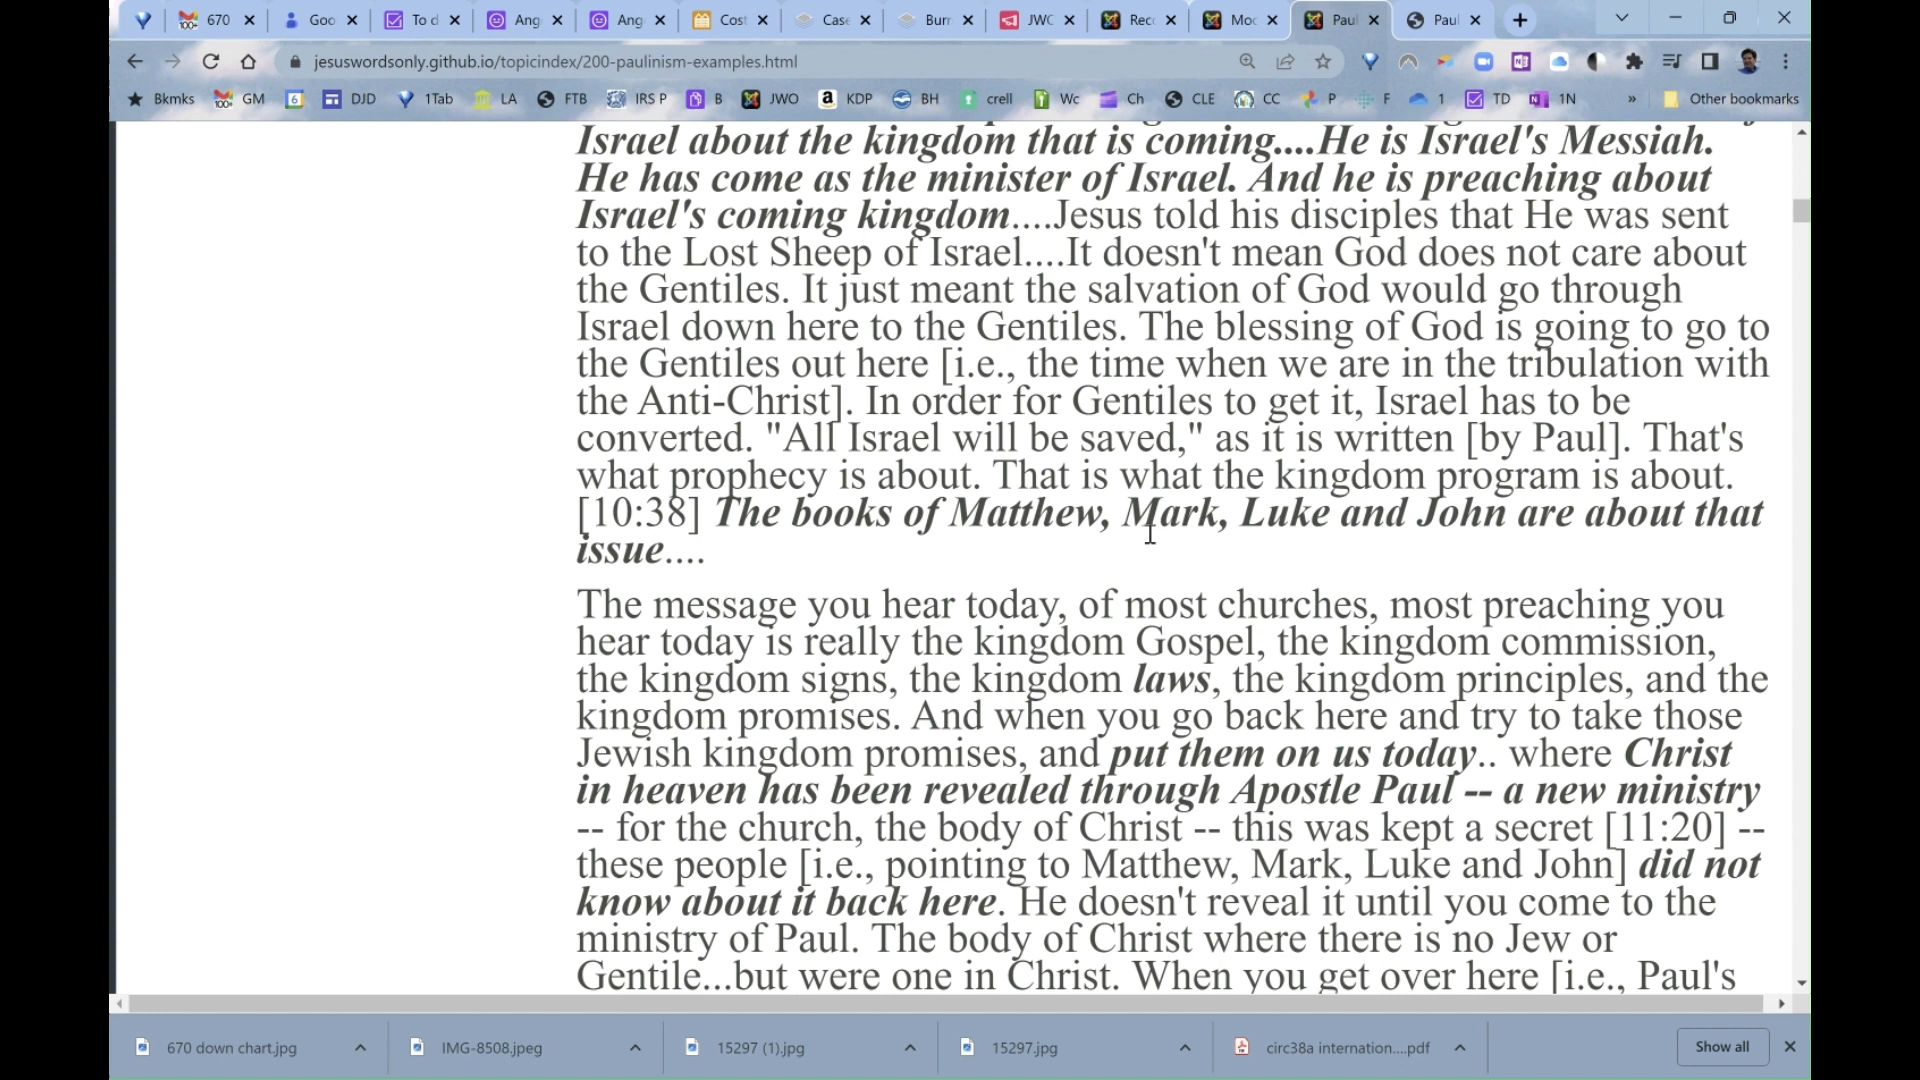 670
Goo
To d
Ang
Ang
Cost
Case
Burn
JWC
Rec
Moc
Paul
Paul
jesuswordsonly.github.io/topicindex/200-paulinism-examples.html
Bkmks GM DJD 1Tab LA FTB IRS P B JWO KDP BH crell Wc Ch CLE CC P F 1 TD 1N » Other bookmarks
Israel about the kingdom that is coming....He is Israel's Messiah.
He has come as the minister of Israel. And he is preaching about
Israel's coming kingdom....Jesus told his disciples that He was sent
to the Lost Sheep of Israel....It doesn't mean God does not care about
the Gentiles. It just meant the salvation of God would go through
Israel down here to the Gentiles. The blessing of God is going to go to
the Gentiles out here [i.e., the time when we are in the tribulation with
the Anti-Christ]. In order for Gentiles to get it, Israel has to be
converted. "All Israel will be saved," as it is written [by Paul]. That's
what prophecy is about. That is what the kingdom program is about.
[10:38] The books of Matthew, Mark, Luke and John are about that
issue....
The message you hear today, of most churches, most preaching you
hear today is really the kingdom Gospel, the kingdom commission,
the kingdom signs, the kingdom laws, the kingdom principles, and the
kingdom promises. And when you go back here and try to take those
Jewish kingdom promises, and put them on us today.. where Christ
in heaven has been revealed through Apostle Paul -- a new ministry
-- for the church, the body of Christ -- this was kept a secret [11:20] --
these people [i.e., pointing to Matthew, Mark, Luke and John] did not
know about it back here. He doesn't reveal it until you come to the
ministry of Paul. The body of Christ where there is no Jew or
Gentile...but were one in Christ. When you get over here [i.e., Paul's
670 down chart.jpg
IMG-8508.jpeg
15297 (1).jpg
15297.jpg
circ38a internation....pdf
Show all